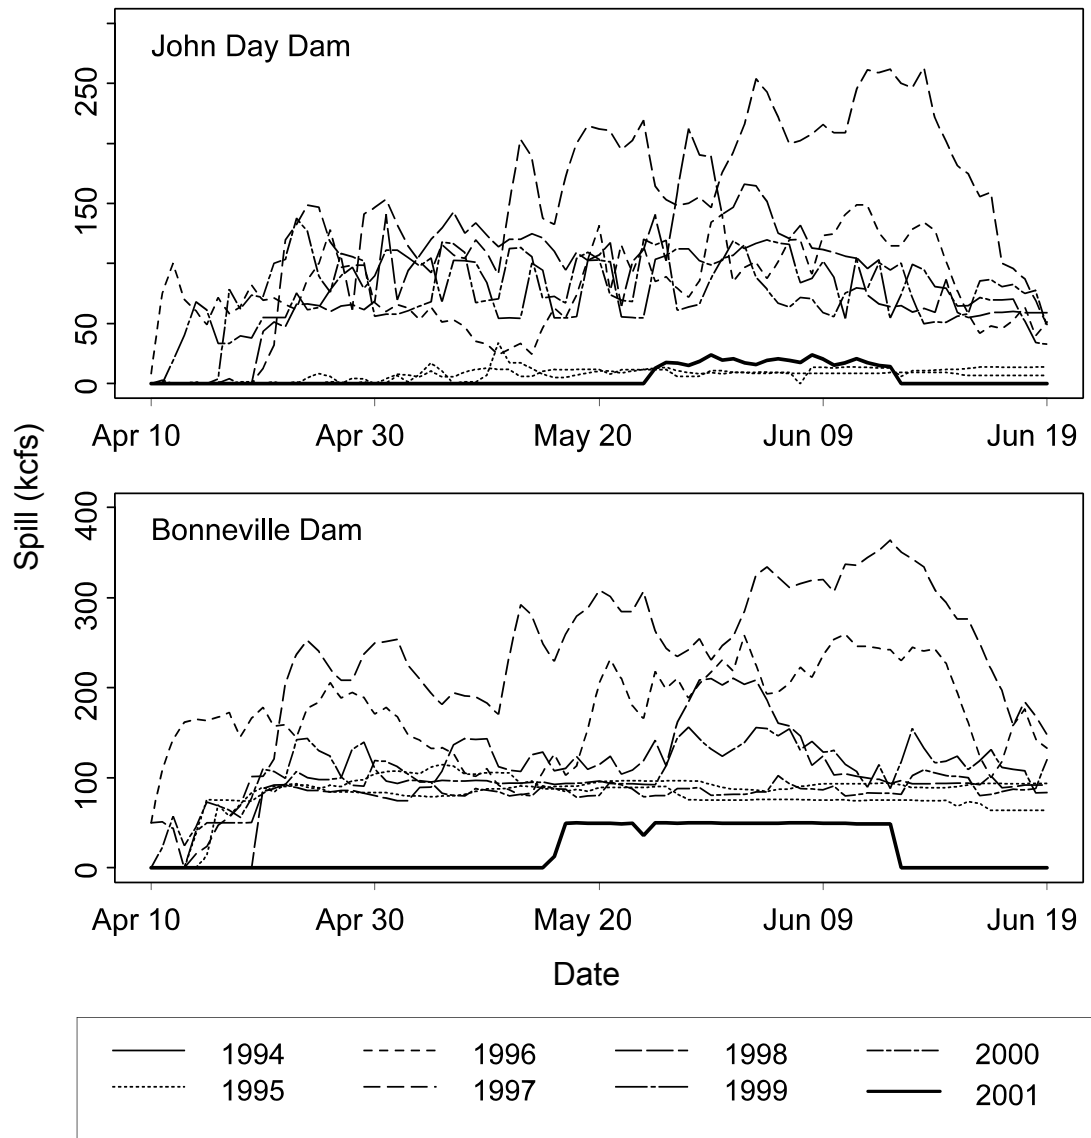 John Day Dam
250
150
50
0
Apr 10 Apr 30 May 20 Jun 09 Jun 19
Spill (kcfs)
Bonneville Dam
400
300
200
100
0
Apr 10 Apr 30 May 20 Jun 09 Jun 19
Date
1994 1996 1998 2000
1995 1997 1999 2001